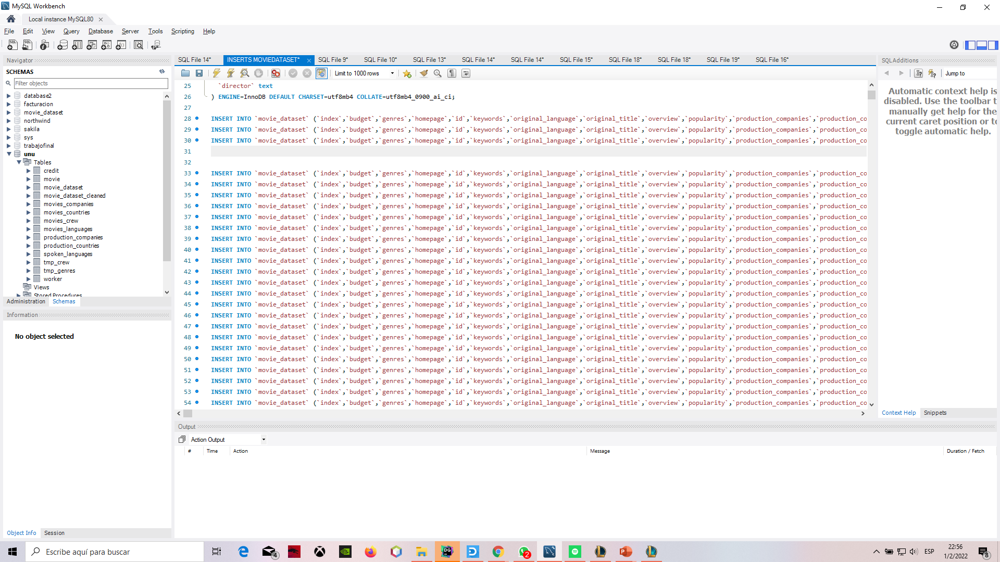 MySQL Workbench
Local instance MySQL80
File Edit View Query Database Server Tools Scripting Help
Navigator
SCHEMAS
Filter objects
database2
facturacion
movie_dataset
northwind
sakila
sys
trabajofinal
unu
Tables
credit
movie
movie_dataset
movie_dataset_cleaned
movies_companies
movies_countries
movies_crew
movies_languages
production_companies
production_countries
spoken_languages
tmp_crew
tmp_genres
worker
Views
Stored Procedures
Administration Schemas
Information
No object selected
Object Info Session
SQL File 14* INSERTS MOVIEDATASET* SQL File 9* SQL File 10* SQL File 13* SQL File 14* SQL File 14* SQL File 15* SQL File 18* SQL File 18* SQL File 19* SQL File 16*
Limit to 1000 rows
25 `director` text
26 ) ENGINE=InnoDB DEFAULT CHARSET=utf8mb4 COLLATE=utf8mb4_0900_ai_ci;
27
28 INSERT INTO `movie_dataset` (`index`,`budget`,`genres`,`homepage`,`id`,`keywords`,`original_language`,`original_title`,`overview`,`popularity`,`production_companies`,`production_co
29 INSERT INTO `movie_dataset` (`index`,`budget`,`genres`,`homepage`,`id`,`keywords`,`original_language`,`original_title`,`overview`,`popularity`,`production_companies`,`production_co
30 INSERT INTO `movie_dataset` (`index`,`budget`,`genres`,`homepage`,`id`,`keywords`,`original_language`,`original_title`,`overview`,`popularity`,`production_companies`,`production_co
31
32
33 INSERT INTO `movie_dataset` (`index`,`budget`,`genres`,`homepage`,`id`,`keywords`,`original_language`,`original_title`,`overview`,`popularity`,`production_companies`,`production_co
34 INSERT INTO `movie_dataset` (`index`,`budget`,`genres`,`homepage`,`id`,`keywords`,`original_language`,`original_title`,`overview`,`popularity`,`production_companies`,`production_co
35 INSERT INTO `movie_dataset` (`index`,`budget`,`genres`,`homepage`,`id`,`keywords`,`original_language`,`original_title`,`overview`,`popularity`,`production_companies`,`production_co
36 INSERT INTO `movie_dataset` (`index`,`budget`,`genres`,`homepage`,`id`,`keywords`,`original_language`,`original_title`,`overview`,`popularity`,`production_companies`,`production_co
37 INSERT INTO `movie_dataset` (`index`,`budget`,`genres`,`homepage`,`id`,`keywords`,`original_language`,`original_title`,`overview`,`popularity`,`production_companies`,`production_co
38 INSERT INTO `movie_dataset` (`index`,`budget`,`genres`,`homepage`,`id`,`keywords`,`original_language`,`original_title`,`overview`,`popularity`,`production_companies`,`production_co
39 INSERT INTO `movie_dataset` (`index`,`budget`,`genres`,`homepage`,`id`,`keywords`,`original_language`,`original_title`,`overview`,`popularity`,`production_companies`,`production_co
40 INSERT INTO `movie_dataset` (`index`,`budget`,`genres`,`homepage`,`id`,`keywords`,`original_language`,`original_title`,`overview`,`popularity`,`production_companies`,`production_co
41 INSERT INTO `movie_dataset` (`index`,`budget`,`genres`,`homepage`,`id`,`keywords`,`original_language`,`original_title`,`overview`,`popularity`,`production_companies`,`production_co
42 INSERT INTO `movie_dataset` (`index`,`budget`,`genres`,`homepage`,`id`,`keywords`,`original_language`,`original_title`,`overview`,`popularity`,`production_companies`,`production_co
43 INSERT INTO `movie_dataset` (`index`,`budget`,`genres`,`homepage`,`id`,`keywords`,`original_language`,`original_title`,`overview`,`popularity`,`production_companies`,`production_co
44 INSERT INTO `movie_dataset` (`index`,`budget`,`genres`,`homepage`,`id`,`keywords`,`original_language`,`original_title`,`overview`,`popularity`,`production_companies`,`production_co
45 INSERT INTO `movie_dataset` (`index`,`budget`,`genres`,`homepage`,`id`,`keywords`,`original_language`,`original_title`,`overview`,`popularity`,`production_companies`,`production_co
46 INSERT INTO `movie_dataset` (`index`,`budget`,`genres`,`homepage`,`id`,`keywords`,`original_language`,`original_title`,`overview`,`popularity`,`production_companies`,`production_co
47 INSERT INTO `movie_dataset` (`index`,`budget`,`genres`,`homepage`,`id`,`keywords`,`original_language`,`original_title`,`overview`,`popularity`,`production_companies`,`production_co
48 INSERT INTO `movie_dataset` (`index`,`budget`,`genres`,`homepage`,`id`,`keywords`,`original_language`,`original_title`,`overview`,`popularity`,`production_companies`,`production_co
49 INSERT INTO `movie_dataset` (`index`,`budget`,`genres`,`homepage`,`id`,`keywords`,`original_language`,`original_title`,`overview`,`popularity`,`production_companies`,`production_co
50 INSERT INTO `movie_dataset` (`index`,`budget`,`genres`,`homepage`,`id`,`keywords`,`original_language`,`original_title`,`overview`,`popularity`,`production_companies`,`production_co
51 INSERT INTO `movie_dataset` (`index`,`budget`,`genres`,`homepage`,`id`,`keywords`,`original_language`,`original_title`,`overview`,`popularity`,`production_companies`,`production_co
52 INSERT INTO `movie_dataset` (`index`,`budget`,`genres`,`homepage`,`id`,`keywords`,`original_language`,`original_title`,`overview`,`popularity`,`production_companies`,`production_co
53 INSERT INTO `movie_dataset` (`index`,`budget`,`genres`,`homepage`,`id`,`keywords`,`original_language`,`original_title`,`overview`,`popularity`,`production_companies`,`production_co
54 INSERT INTO `movie_dataset` (`index`,`budget`,`genres`,`homepage`,`id`,`keywords`,`original_language`,`original_title`,`overview`,`popularity`,`production_companies`,`production_co
SQLAdditions
Jump to
Automatic context help is
disabled. Use the toolbar t
manually get help for the
current caret position or to
toggle automatic help.
Context Help Snippets
Output
Action Output
# Time Action Message Duration / Fetch
Escribe aquí para buscar
4
DG
2
ESP
22:56
1/2/2022
8